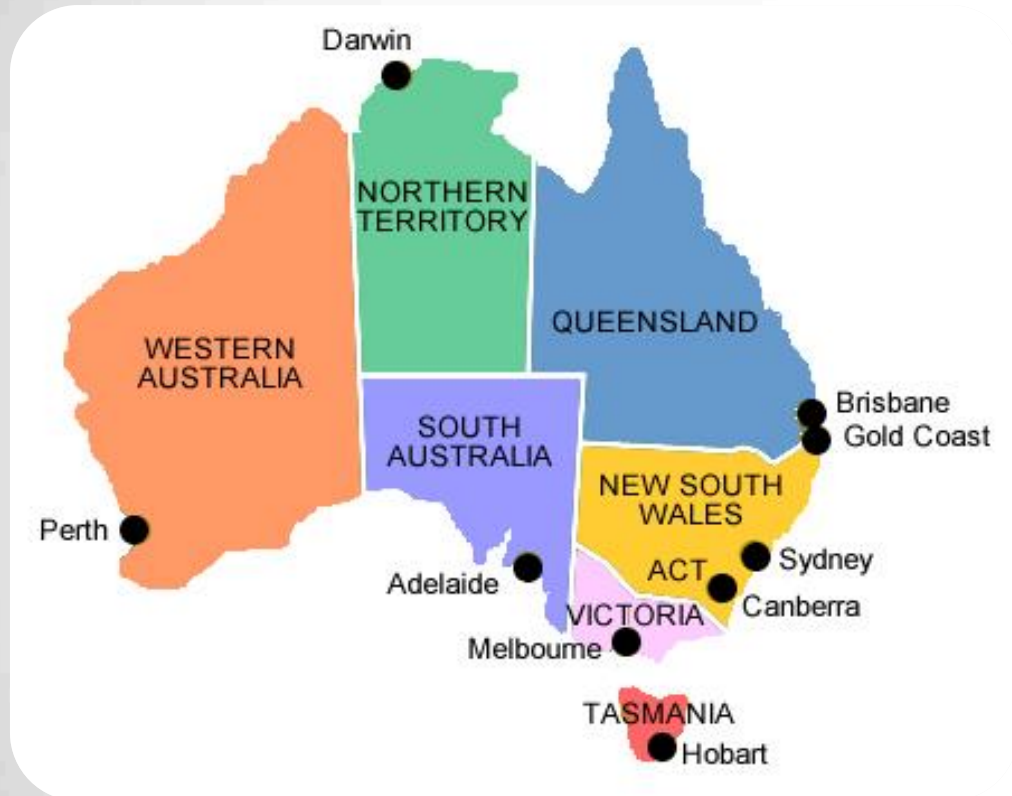 Darwin
NORTHERN
TERRITORY
QUEENSLAND
WESTERN
AUSTRALIA
Brisbane
SOUTH
AUSTRALIA
Gold Coast
NEW SOUTH
WALES
Perth
ACT
Sydney
Adelaide
Canberra
VICTORIA
Melbourne
TASMANIA
Hobart